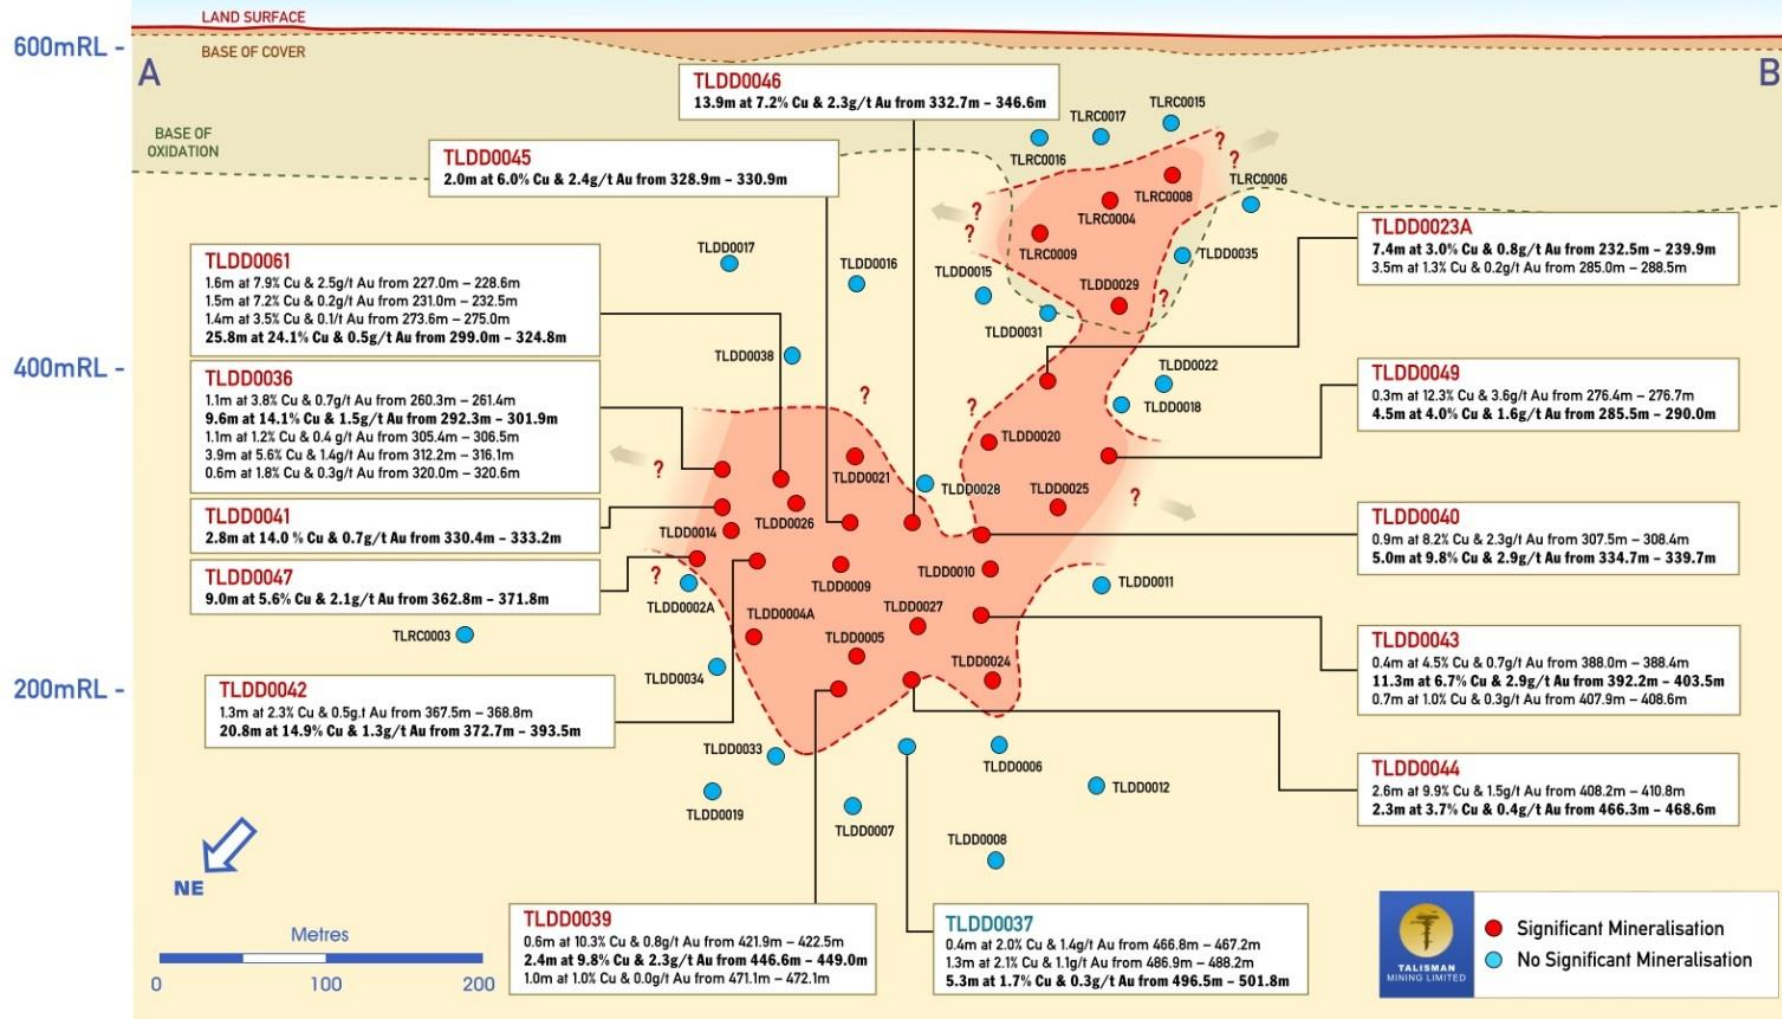 LAND SURFACE
600mRL -
BASE OF COVER
A
B
TLDD0046
13.9m at 7.2% Cu & 2.3g/t Au from 332.7m – 346.6m
TLRC0015
TLRC0017
TLRC0016
BASE OF
OXIDATION
TLDD0045
2.0m at 6.0% Cu & 2.4g/t Au from 328.9m – 330.9m
?
?
TLRC0006
TLRC0008
TLRC0004
?
?
TLRC0009
TLDD0023A
7.4m at 3.0% Cu & 0.8g/t Au from 232.5m – 239.9m
3.5m at 1.3% Cu & 0.2g/t Au from 285.0m – 288.5m
TLDD0017
TLDD0016
TLDD0015
TLDD0035
TLDD0029
?
TLDD0031
TLDD0061
1.6m at 7.9% Cu & 2.5g/t Au from 227.0m – 228.6m
1.5m at 7.2% Cu & 0.2g/t Au from 231.0m – 232.5m
1.4m at 3.5% Cu & 0.1/t Au from 273.6m – 275.0m
25.8m at 24.1% Cu & 0.5g/t Au from 299.0m – 324.8m
TLDD0038
400mRL -
TLDD0022
TLDD0018
TLDD0036
1.1m at 3.8% Cu & 0.7g/t Au from 260.3m – 261.4m
9.6m at 14.1% Cu & 1.5g/t Au from 292.3m – 301.9m
1.1m at 1.2% Cu & 0.4 g/t Au from 305.4m – 306.5m
3.9m at 5.6% Cu & 1.4g/t Au from 312.2m – 316.1m
0.6m at 1.8% Cu & 0.3g/t Au from 320.0m – 320.6m
TLDD0049
0.3m at 12.3% Cu & 3.6g/t Au from 276.4m – 276.7m
4.5m at 4.0% Cu & 1.6g/t Au from 285.5m – 290.0m
?
?
TLDD0020
?
TLDD0021
TLDD0028
TLDD0025
?
TLDD0041
2.8m at 14.0 % Cu & 0.7g/t Au from 330.4m – 333.2m
TLDD0014
TLDD0026
TLDD0040
0.9m at 8.2% Cu & 2.3g/t Au from 307.5m – 308.4m
5.0m at 9.8% Cu & 2.9g/t Au from 334.7m – 339.7m
TLDD0047
9.0m at 5.6% Cu & 2.1g/t Au from 362.8m – 371.8m
?
TLDD0009
TLDD0010
TLDD0011
TLDD0002A
TLDD0004A
TLDD0027
TLRC0003
TLDD0005
TLDD0024
TLDD0034
TLDD0043
0.4m at 4.5% Cu & 0.7g/t Au from 388.0m – 388.4m
11.3m at 6.7% Cu & 2.9g/t Au from 392.2m – 403.5m
0.7m at 1.0% Cu & 0.3g/t Au from 407.9m – 408.6m
200mRL -
TLDD0042
1.3m at 2.3% Cu & 0.5g.t Au from 367.5m – 368.8m
20.8m at 14.9% Cu & 1.3g/t Au from 372.7m – 393.5m
TLDD0033
TLDD0006
TLDD0012
TLDD0019
TLDD0007
TLDD0008
TLDD0044
2.6m at 9.9% Cu & 1.5g/t Au from 408.2m – 410.8m
2.3m at 3.7% Cu & 0.4g/t Au from 466.3m – 468.6m
NE
Metres
0 100 200
TLDD0039
0.6m at 10.3% Cu & 0.8g/t Au from 421.9m – 422.5m
2.4m at 9.8% Cu & 2.3g/t Au from 446.6m – 449.0m
1.0m at 1.0% Cu & 0.0g/t Au from 471.1m – 472.1m
TLDD0037
0.4m at 2.0% Cu & 1.4g/t Au from 466.8m – 467.2m
1.3m at 2.1% Cu & 1.1g/t Au from 486.9m – 488.2m
5.3m at 1.7% Cu & 0.3g/t Au from 496.5m – 501.8m
TALISMAN
MINING LIMITED
Significant Mineralisation
No Significant Mineralisation